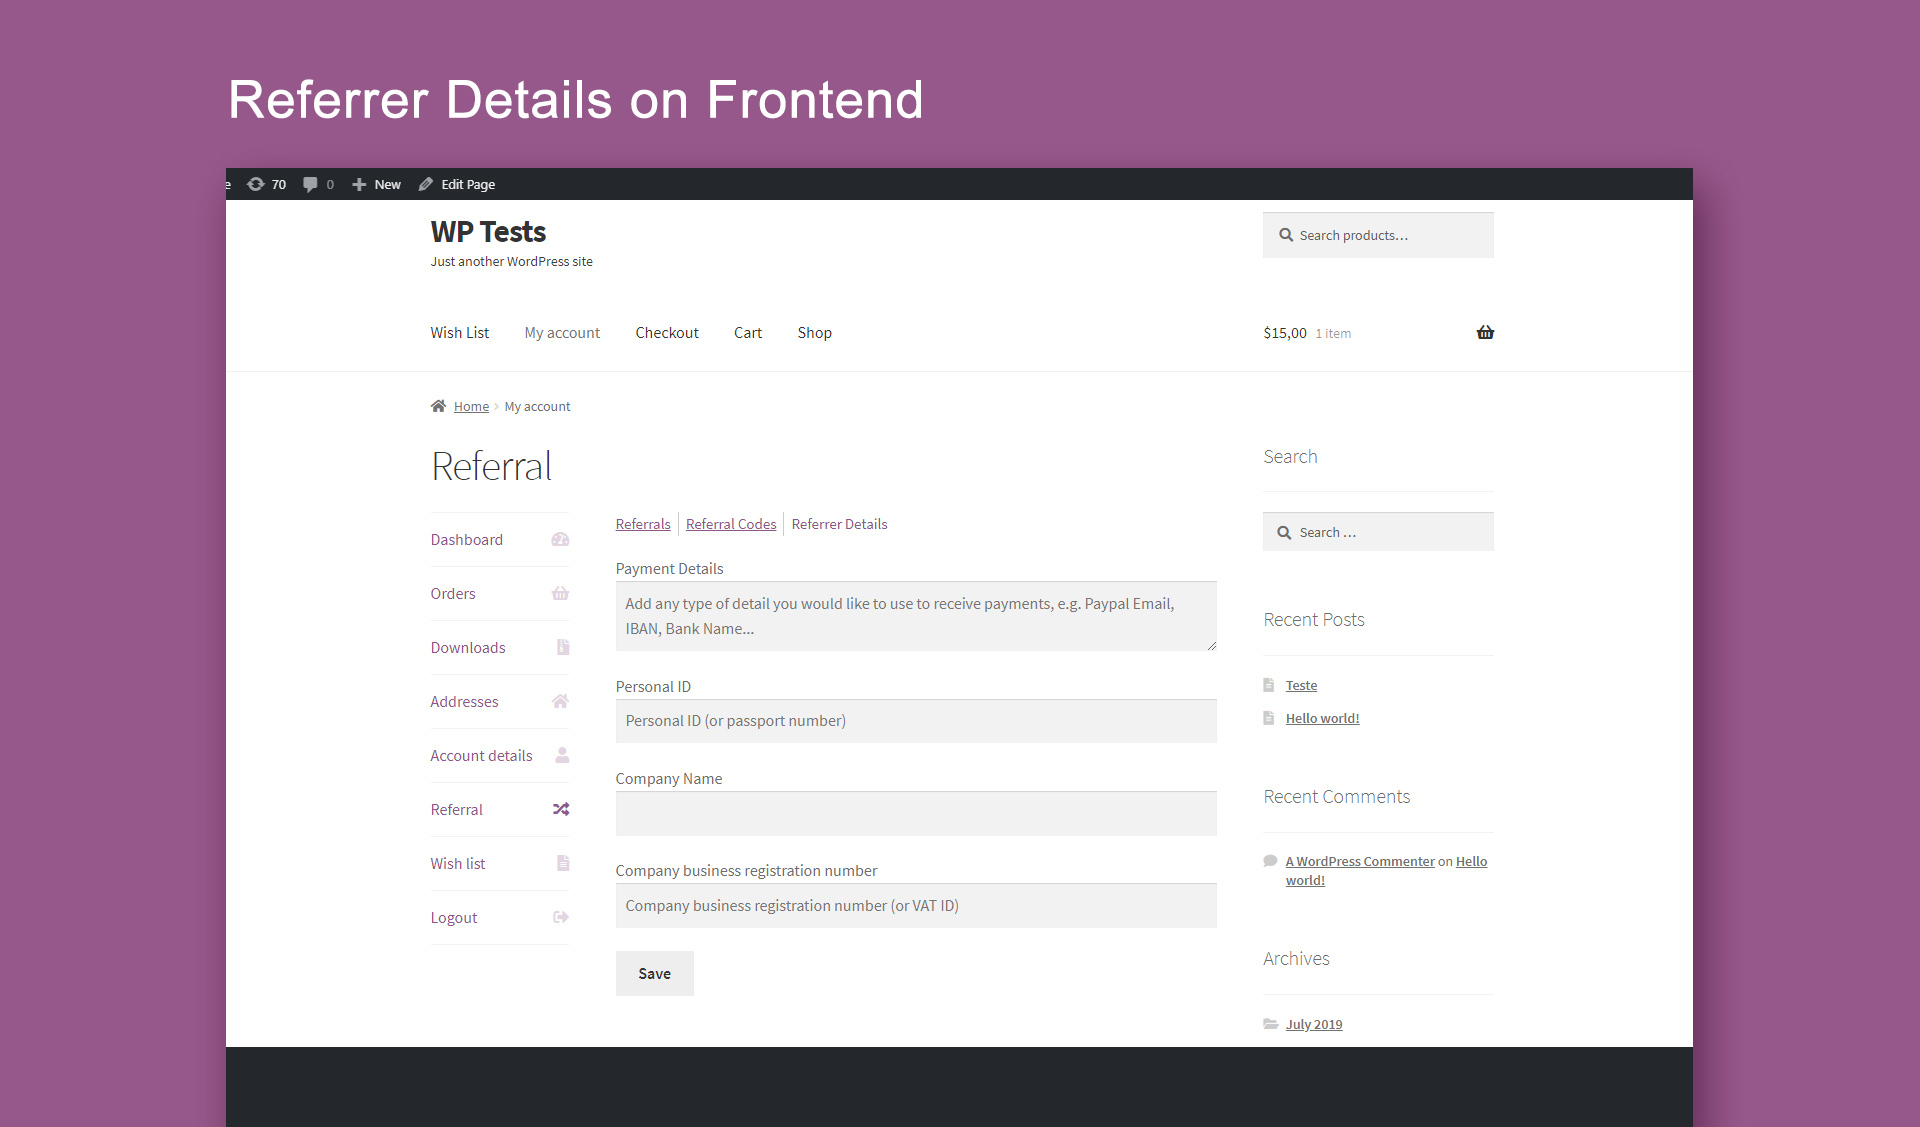 Referrer Details on Frontend
e 70 0 New Edit Page
WP Tests
Just another WordPress site
Search products…
Wish List My account Checkout Cart Shop
$15,00 1 item
Home My account
Referral
Dashboard
Orders
Downloads
Addresses
Account details
Referral
Wish list
Logout
Referrals Referral Codes Referrer Details
Payment Details
Add any type of detail you would like to use to receive payments, e.g. Paypal Email,
IBAN, Bank Name...
Personal ID
Personal ID (or passport number)
Company Name
Company business registration number
Company business registration number (or VAT ID)
Save
Search
Search …
Recent Posts
Teste
Hello world!
Recent Comments
A WordPress Commenter on Hello
world!
Archives
July 2019